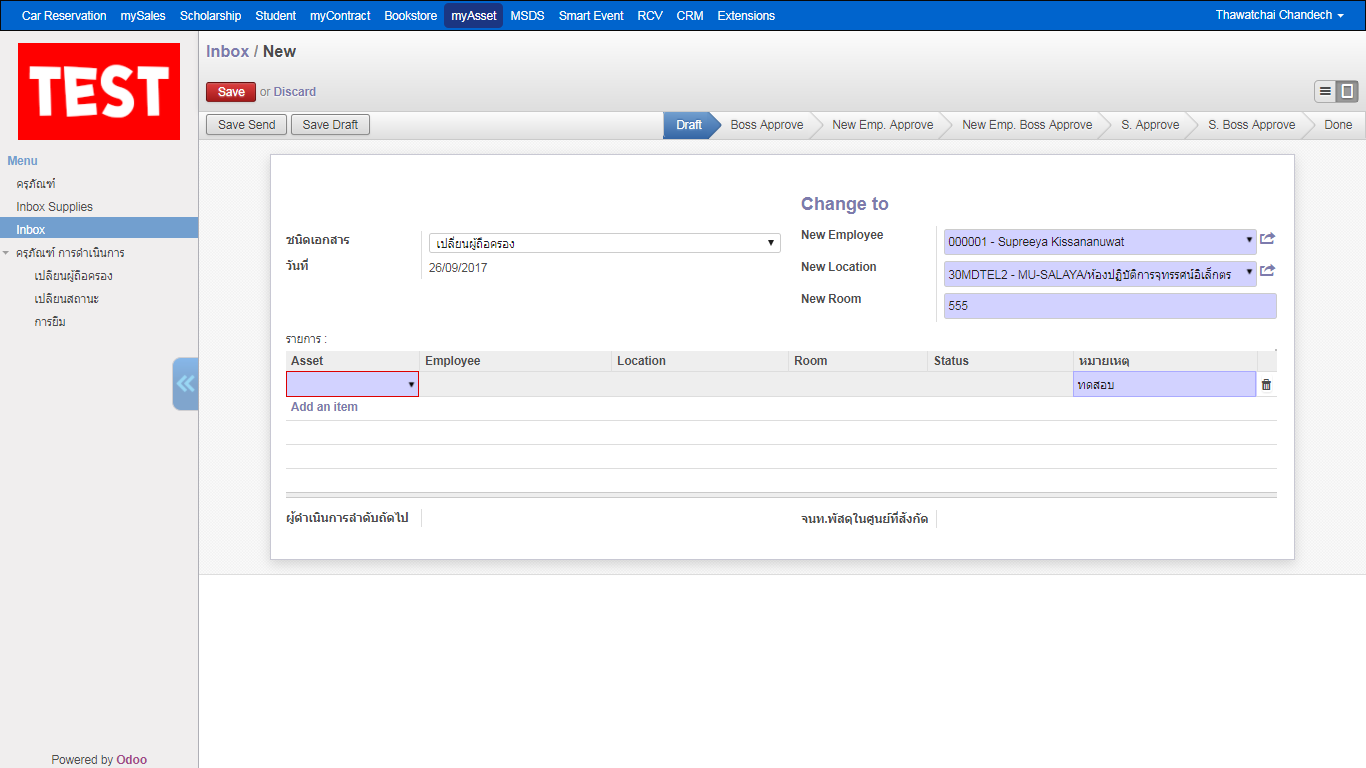 Car Reservation mySales Scholarship Student myContract Bookstore myAsset MSDS Smart Event RCV CRM Extensions Thawatchai Chandech
TEST
Inbox / New
Save or Discard
Save Send Save Draft Draft Boss Approve New Emp. Approve New Emp. Boss Approve S. Approve S. Boss Approve Done
Menu
ครุภัณฑ์
Inbox Supplies
Inbox
ครุภัณฑ์ การดำเนินการ
เปลี่ยนผู้ถือครอง
เปลี่ยนสถานะ
การยืม
Change to
ชนิดเอกสาร เปลี่ยนผู้ถือครอง
วันที่ 26/09/2017
New Employee 000001 - Supreeya Kissananuwat
New Location 30MDTEL2 - MU-SALAYA/ห้องปฏิบัติการจุทรรศน์อิเล็กตร
New Room 555
รายการ :
Asset Employee Location Room Status หมายเหตุ
ทดสอบ
Add an item
ผู้ดำเนินการลำดับถัดไป จนท.พัสดุในศูนย์ที่สังกัด
Powered by Odoo